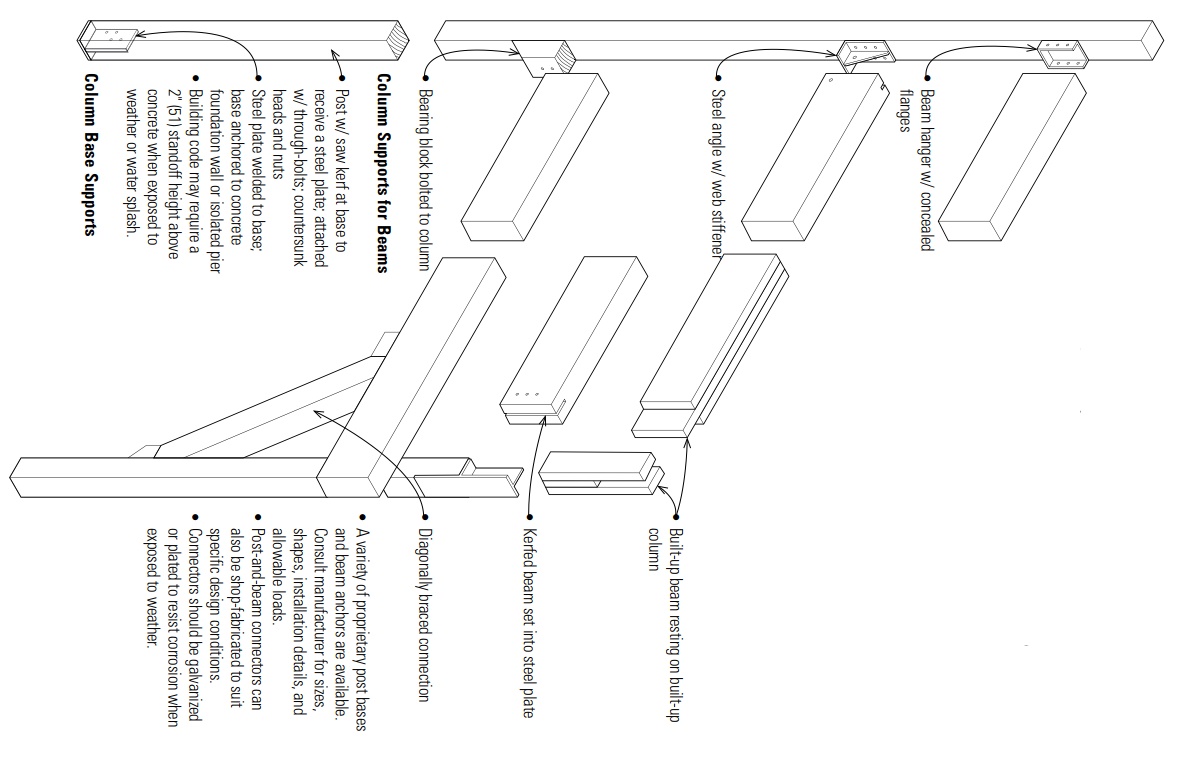 Beam hanger w/ concealed
flanges
Steel angle w/ web stiffener
Bearing block bolted to column
Column Supports for Beams
Post w/ saw kerf at base to
receive a steel plate; attached
w/ through-bolts; countersunk
heads and nuts
Steel plate welded to base;
base anchored to concrete
foundation wall or isolated pier
Building code may require a
2" (51) standoff height above
concrete when exposed to
weather or water splash.
Column Base Supports
Built-up beam resting on built-up
column
Kerfed beam set into steel plate
Diagonally braced connection
A variety of proprietary post bases
and beam anchors are available.
Consult manufacturer for sizes,
shapes, installation details, and
allowable loads.
Post-and-beam connectors can
also be shop-fabricated to suit
specific design conditions.
Connectors should be galvanized
or plated to resist corrosion when
exposed to weather.